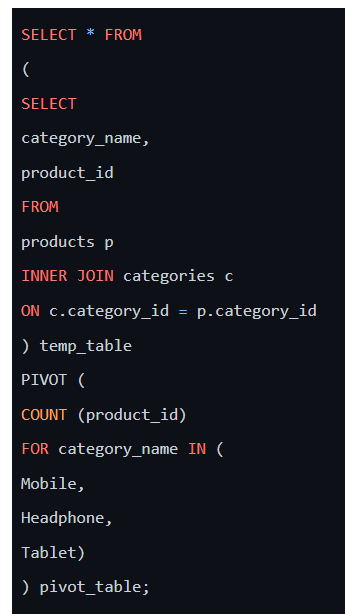 SELECT * FROM
(
SELECT
category_name,
product_id
FROM
products p
INNER JOIN categories c
ON c.category_id = p.category_id
) temp_table
PIVOT (
COUNT (product_id)
FOR category_name IN (
Mobile,
Headphone,
Tablet)
) pivot_table;